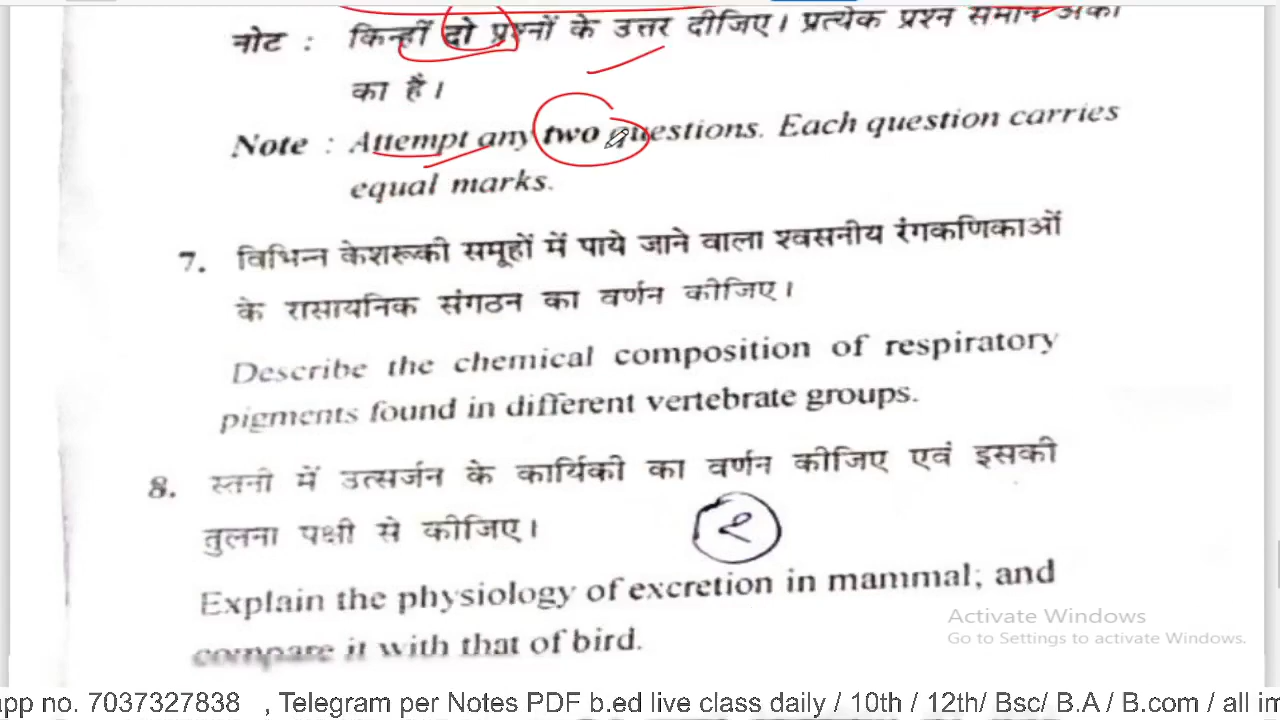 नोट : किन्हीं दो प्रश्नों के उत्तर दीजिए। प्रत्येक प्रश्न समान अंकों
का है।
Note : Attempt any two questions. Each question carries
equal marks.
7. विभिन्न केशरूकी समूहों में पाये जाने वाला श्वसनीय रंगकणिकाओं
के रासायनिक संगठन का वर्णन कीजिए।
Describe the chemical composition of respiratory
pigments found in different vertebrate groups.
8. स्तनी में उत्सर्जन के कार्यिकी का वर्णन कीजिए एवं इसकी
तुलना पक्षी से कीजिए।
२
Explain the physiology of excretion in mammal; and
compare it with that of bird.
Activate Windows
Go to Settings to activate Windows.
app no. 7037327838 , Telegram per Notes PDF b.ed live class daily / 10th / 12th/ Bsc/ B.A / B.com / all